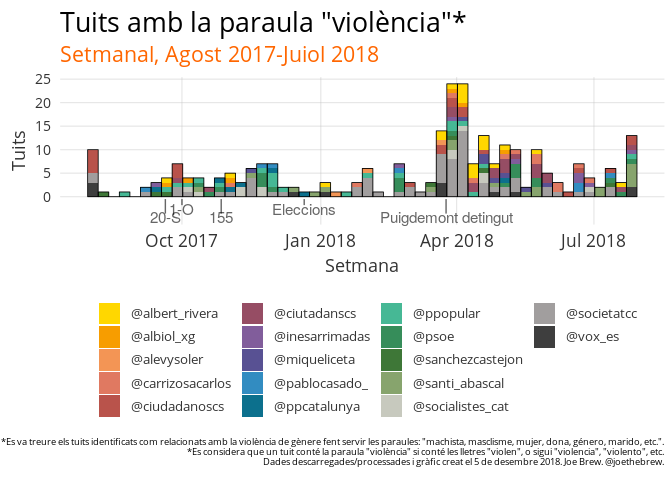 Tuits amb la paraula "violència"*
Setmanal, Agost 2017-Juiol 2018
Tuits
25
20
15
10
5
0
20-S
1-O
155
Eleccions
Puigdemont detingut
Oct 2017
Jan 2018
Apr 2018
Jul 2018
Setmana
@albert_rivera
@albiol_xg
@alevysoler
@carrizosacarlos
@ciudadanoscs
@ciutadanscs
@inesarrimadas
@miqueliceta
@pablocasado_
@ppcatalunya
@ppopular
@psoe
@sanchezcastejon
@santi_abascal
@socialistes_cat
@societatcc
@vox_es
*Es va treure els tuits identificats com relacionats amb la violència de gènere fent servir les paraules: "machista, masclisme, mujer, dona, género, marido, etc.".
*Es considera que un tuit conté la paraula "violència" si conté les lletres "violen", o sigui "violencia", "violento", etc.
Dades descarregades/processades i gràfic creat el 5 de desembre 2018. Joe Brew. @joethebrew.